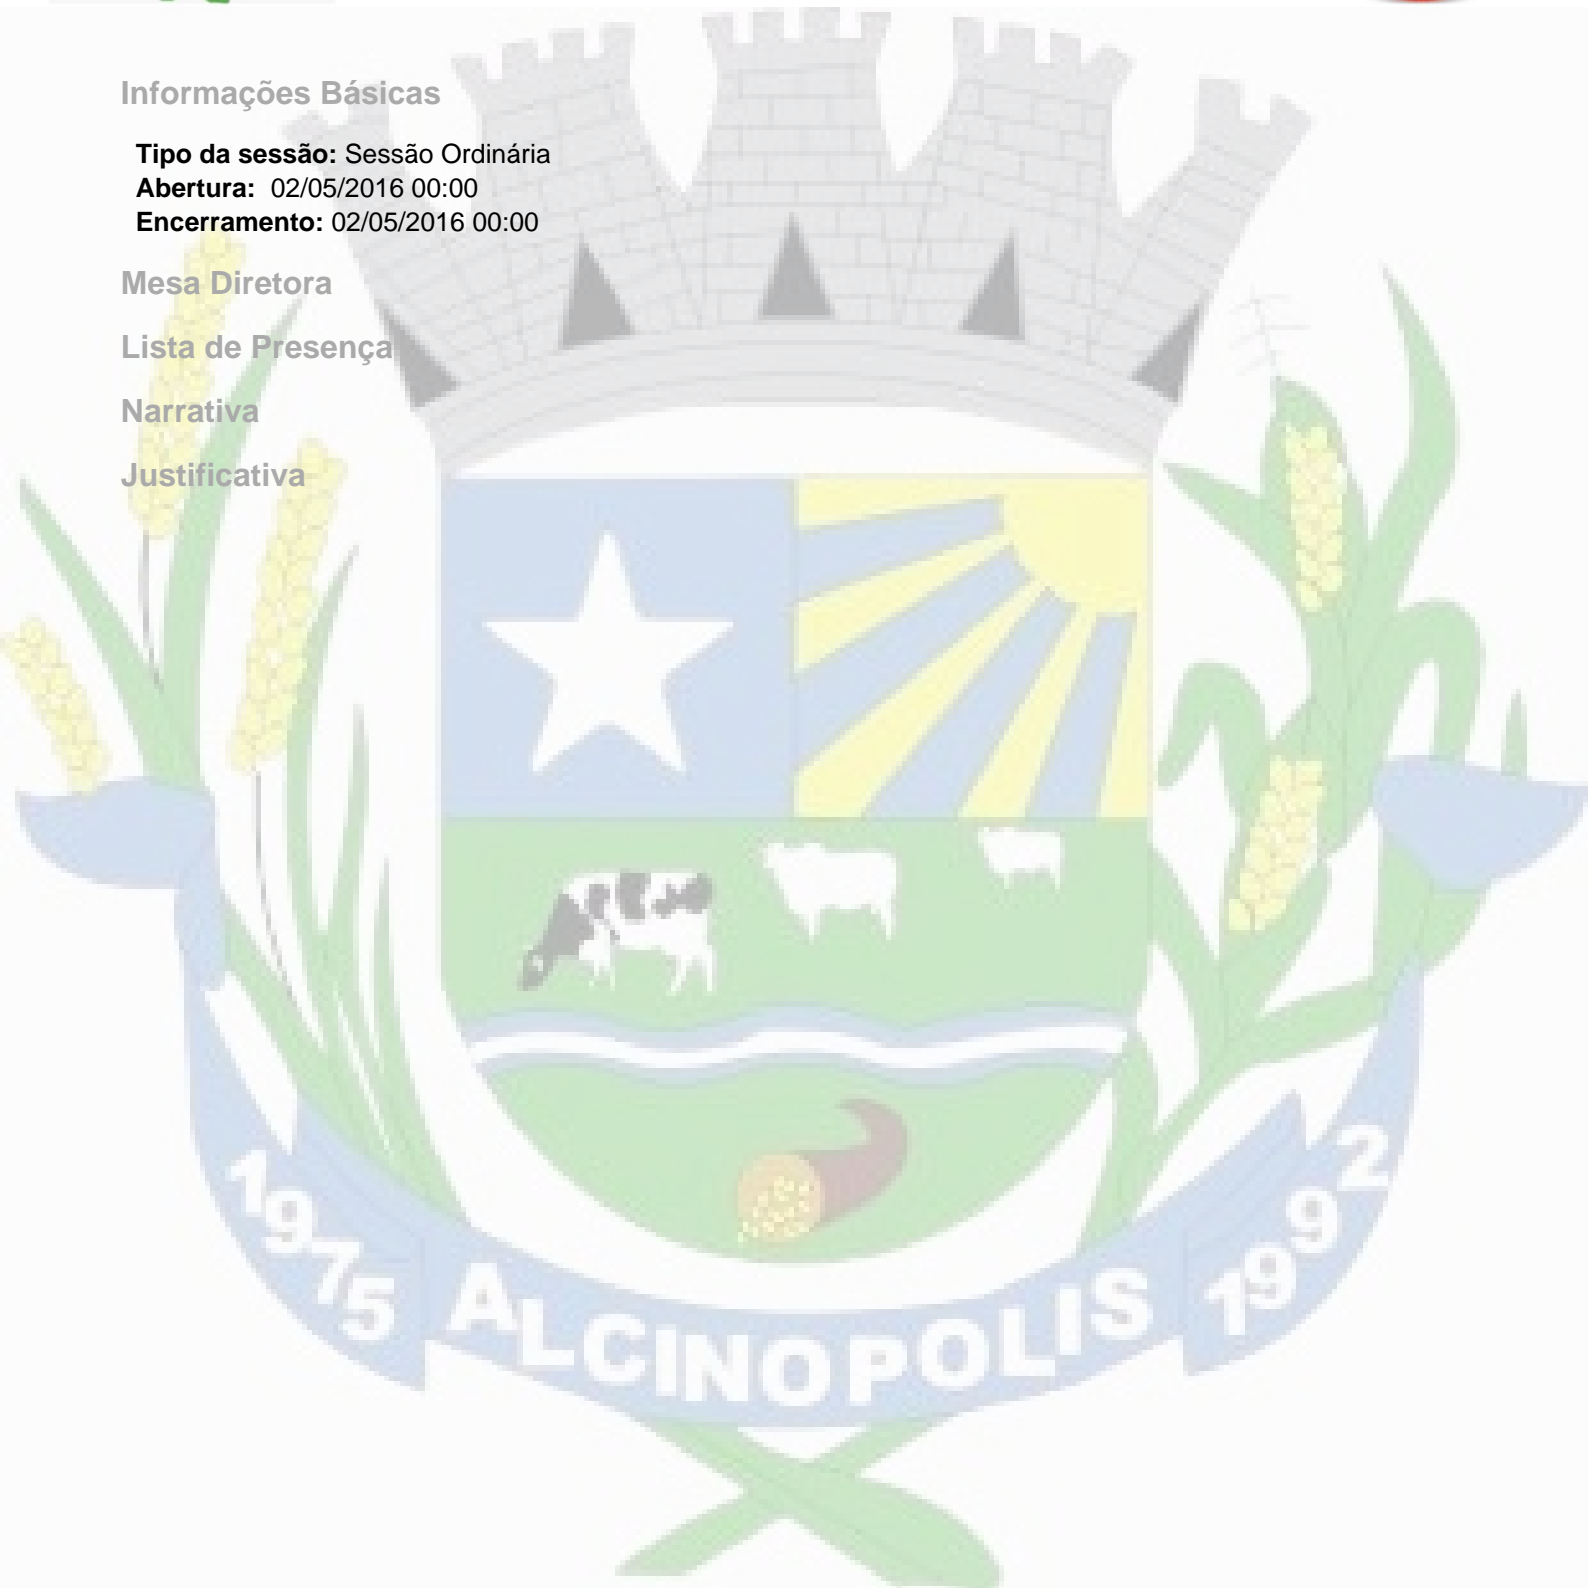 Informações Básicas
Tipo da sessão: Sessão Ordinária
Abertura: 02/05/2016 00:00
Encerramento: 02/05/2016 00:00
Mesa Diretora
Lista de Presença
Narrativa
Justificativa
1975 ALCINOPOLIS 1992